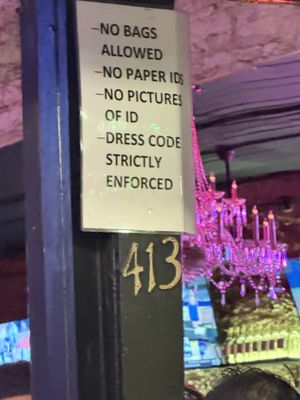 -NO BAGS
ALLOWED
-NO PAPER IDS
-NO PICTURES
OF ID
-DRESS CODE
STRICTLY
ENFORCED
413